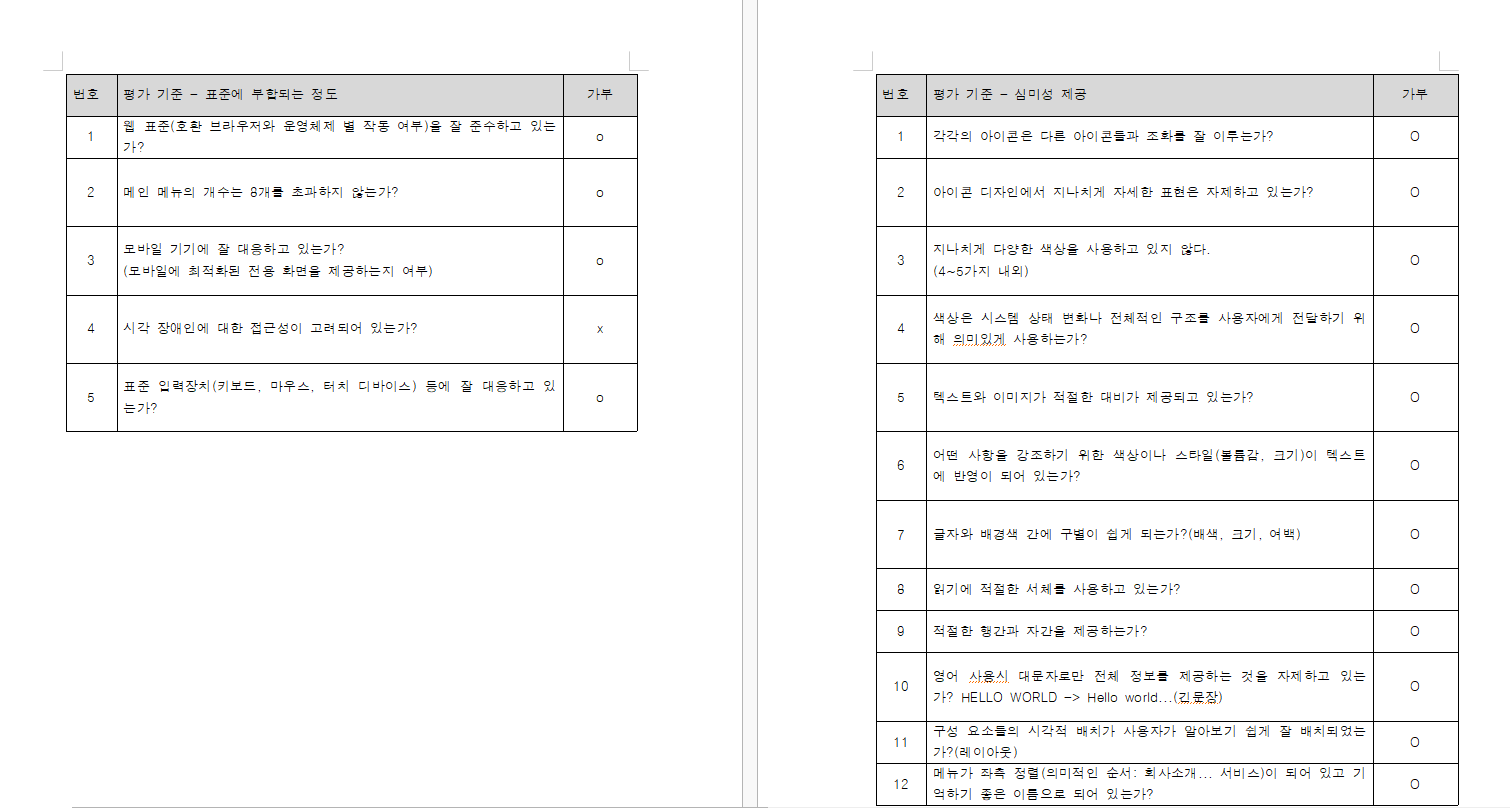 번호 평가 기준 - 표준에 부합되는 정도 가부
1 웹 표준(호환 브라우저와 운영체제 별 작동 여부)을 잘 준수하고 있는
가? o
2 메인 메뉴의 개수는 8개를 초과하지 않는가? o
3 모바일 기기에 잘 대응하고 있는가?
(모바일에 최적화된 전용 화면을 제공하는지 여부) o
4 시각 장애인에 대한 접근성이 고려되어 있는가? x
5 표준 입력장치(키보드, 마우스, 터치 디바이스) 등에 잘 대응하고 있
는가? o
번호 평가 기준 - 심미성 제공 가부
1 각각의 아이콘은 다른 아이콘들과 조화를 잘 이루는가? O
2 아이콘 디자인에서 지나치게 자세한 표현은 자제하고 있는가? O
3 지나치게 다양한 색상을 사용하고 있지 않다.
(4~5가지 내외) O
4 색상은 시스템 상태 변화나 전체적인 구조를 사용자에게 전달하기 위
해 의미있게 사용하는가? O
5 텍스트와 이미지가 적절한 대비가 제공되고 있는가? O
6 어떤 사항을 강조하기 위한 색상이나 스타일(볼륨감, 크기)이 텍스트
에 반영이 되어 있는가? O
7 글자와 배경색 간에 구별이 쉽게 되는가?(배색, 크기, 여백) O
8 읽기에 적절한 서체를 사용하고 있는가? O
9 적절한 행간과 자간을 제공하는가? O
10 영어 사용시 대문자로만 전체 정보를 제공하는 것을 자제하고 있는
가? HELLO WORLD -> Hello world...(긴문장) O
11 구성 요소들의 시각적 배치가 사용자가 알아보기 쉽게 잘 배치되었는
가?(레이아웃) O
12 메뉴가 좌측 정렬(의미적인 순서: 회사소개... 서비스)이 되어 있고 기
억하기 좋은 이름으로 되어 있는가? O